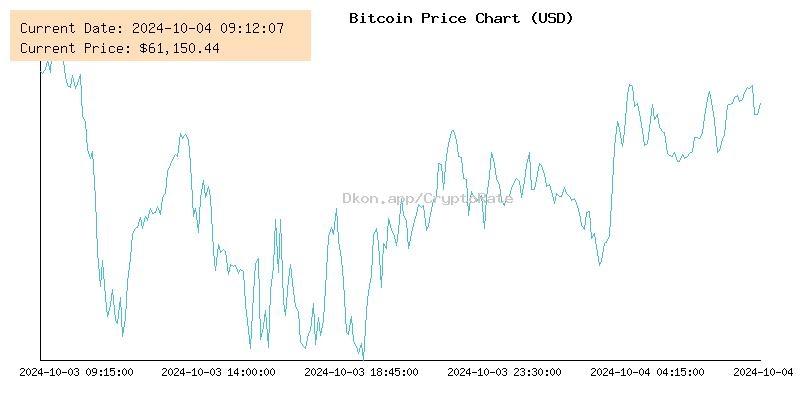 Bitcoin Price Chart (USD)
Current Date: 2024-10-04 09:12:07
Current Price: $61,150.44
Dkon.app/CryptoRate
2024-10-03 09:15:00 2024-10-03 14:00:00 2024-10-03 18:45:00 2024-10-03 23:30:00 2024-10-04 04:15:00 2024-10-04